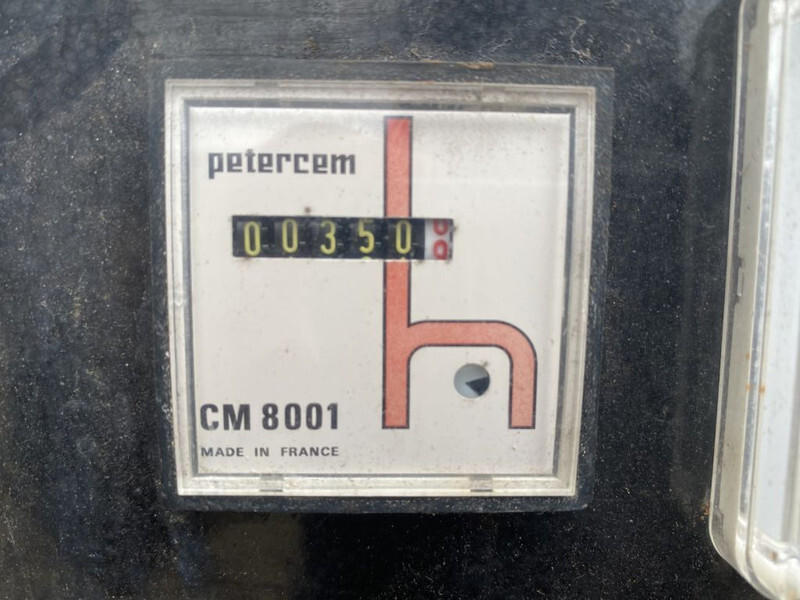 petercem
00350
h
CM 8001
MADE IN FRANCE